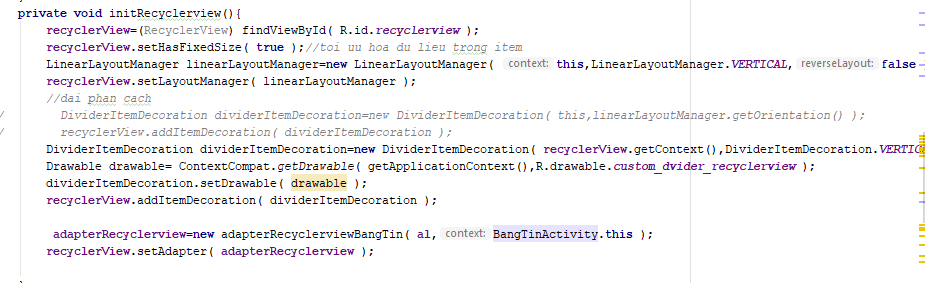 private void initRecyclerview(){
recyclerView=(RecyclerView) findViewById( R.id.recyclerview );
recyclerView.setHasFixedSize( true );//toi uu hoa du lieu trong item
LinearLayoutManager linearLayoutManager=new LinearLayoutManager( context: this,LinearLayoutManager.VERTICAL, reverseLayout: false
recyclerView.setLayoutManager( linearLayoutManager );
//dai phan cach
/ DividerItemDecoration dividerItemDecoration=new DividerItemDecoration( this,linearLayoutManager.getOrientation() );
/ recyclerView.addItemDecoration( dividerItemDecoration );
DividerItemDecoration dividerItemDecoration=new DividerItemDecoration( recyclerView.getContext(),DividerItemDecoration.VERTIC
Drawable drawable= ContextCompat.getDrawable( getApplicationContext(),R.drawable.custom_dvider_recyclerview );
dividerItemDecoration.setDrawable( drawable );
recyclerView.addItemDecoration( dividerItemDecoration );
adapterRecyclerview=new adapterRecyclerviewBangTin( al, context: BangTinActivity.this );
recyclerView.setAdapter( adapterRecyclerview );